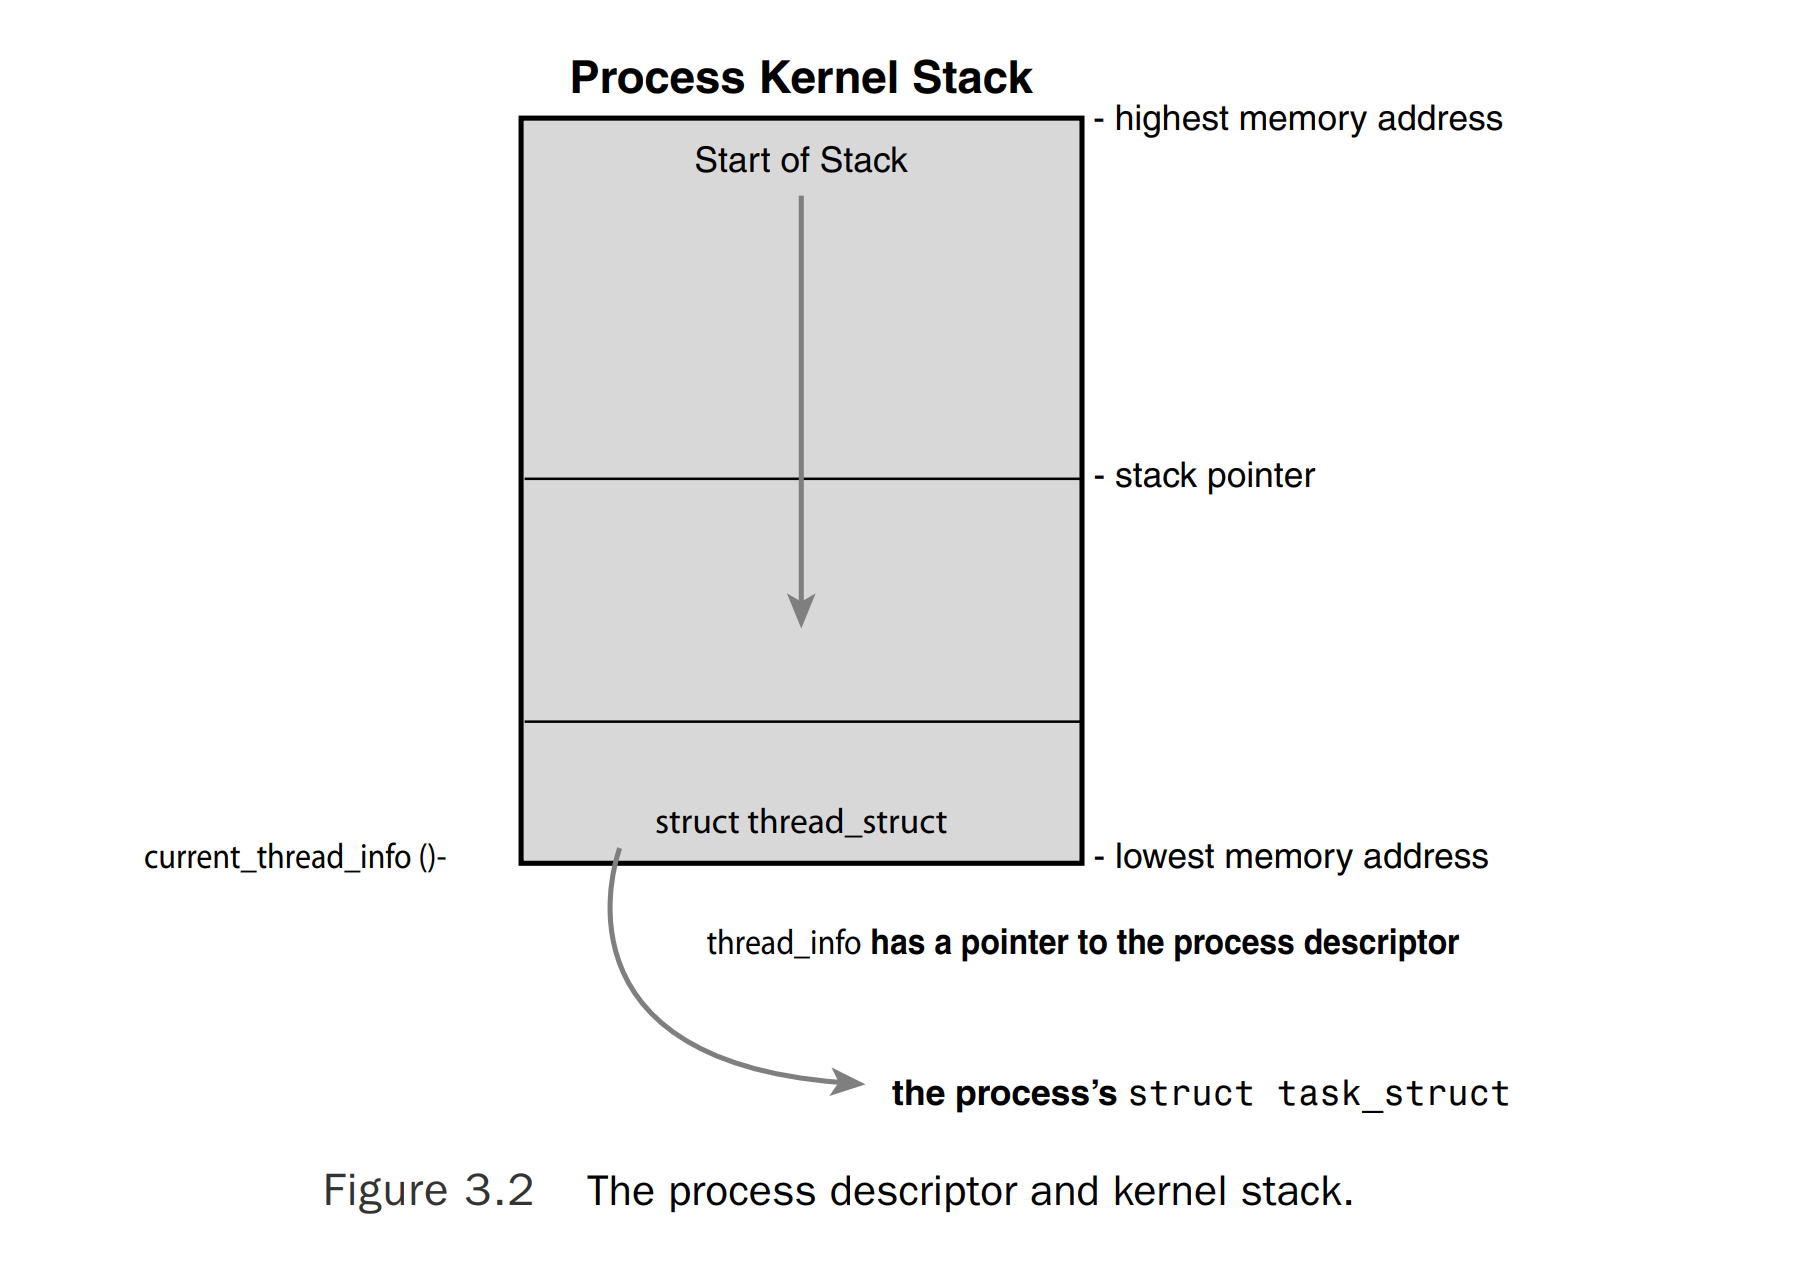 Process Kernel Stack
- highest memory address
Start of Stack
- stack pointer
struct thread_struct
current_thread_info ()-
- lowest memory address
thread_info has a pointer to the process descriptor
the process’s struct task_struct
Figure 3.2 The process descriptor and kernel stack.